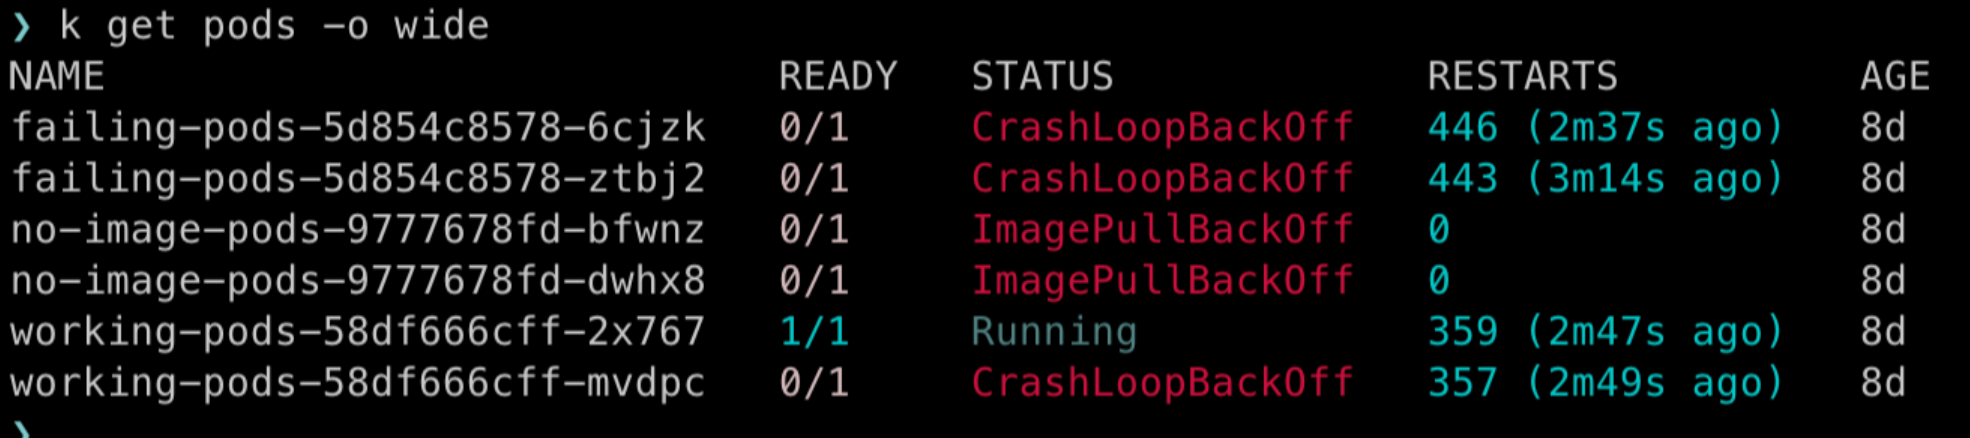 ❯ k get pods -o wide
NAME READY STATUS RESTARTS AGE
failing-pods-5d854c8578-6cjzk 0/1 CrashLoopBackOff 446 (2m37s ago) 8d
failing-pods-5d854c8578-ztbj2 0/1 CrashLoopBackOff 443 (3m14s ago) 8d
no-image-pods-9777678fd-bfwnz 0/1 ImagePullBackOff 0 8d
no-image-pods-9777678fd-dwhx8 0/1 ImagePullBackOff 0 8d
working-pods-58df666cff-2x767 1/1 Running 359 (2m47s ago) 8d
working-pods-58df666cff-mvdpc 0/1 CrashLoopBackOff 357 (2m49s ago) 8d
❯